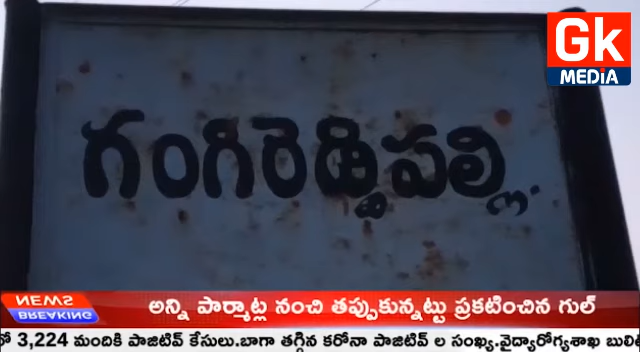 Gk
MEDiA
గంగిరెడ్డిపల్లి.
NEWS
BREAKING
అన్ని పార్మాట్ల నంచి తప్పుకున్నట్టు ప్రకటించిన గుల్
లో 3,224 మందికి పాజిటివ్ కేసులు.బాగా తగ్గిన కరోనా పాజిటివ్ ల సంఖ్య.వైద్యారోగ్యశాఖ బులి